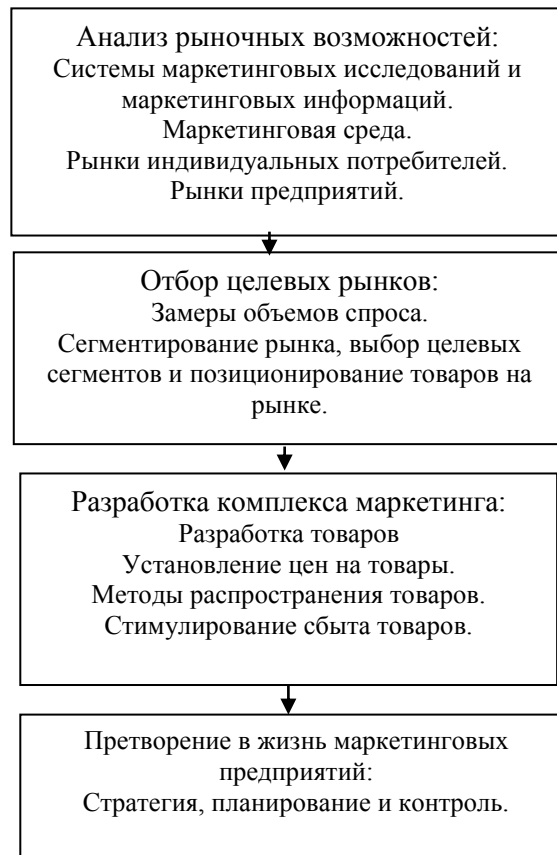 Анализ рыночных возможностей:
Системы маркетинговых исследований и
маркетинговых информаций.
Маркетинговая среда.
Рынки индивидуальных потребителей.
Рынки предприятий.
Отбор целевых рынков:
Замеры объемов спроса.
Сегментирование рынка, выбор целевых
сегментов и позиционирование товаров на
рынке.
Разработка комплекса маркетинга:
Разработка товаров
Установление цен на товары.
Методы распространения товаров.
Стимулирование сбыта товаров.
Претворение в жизнь маркетинговых
предприятий:
Стратегия, планирование и контроль.